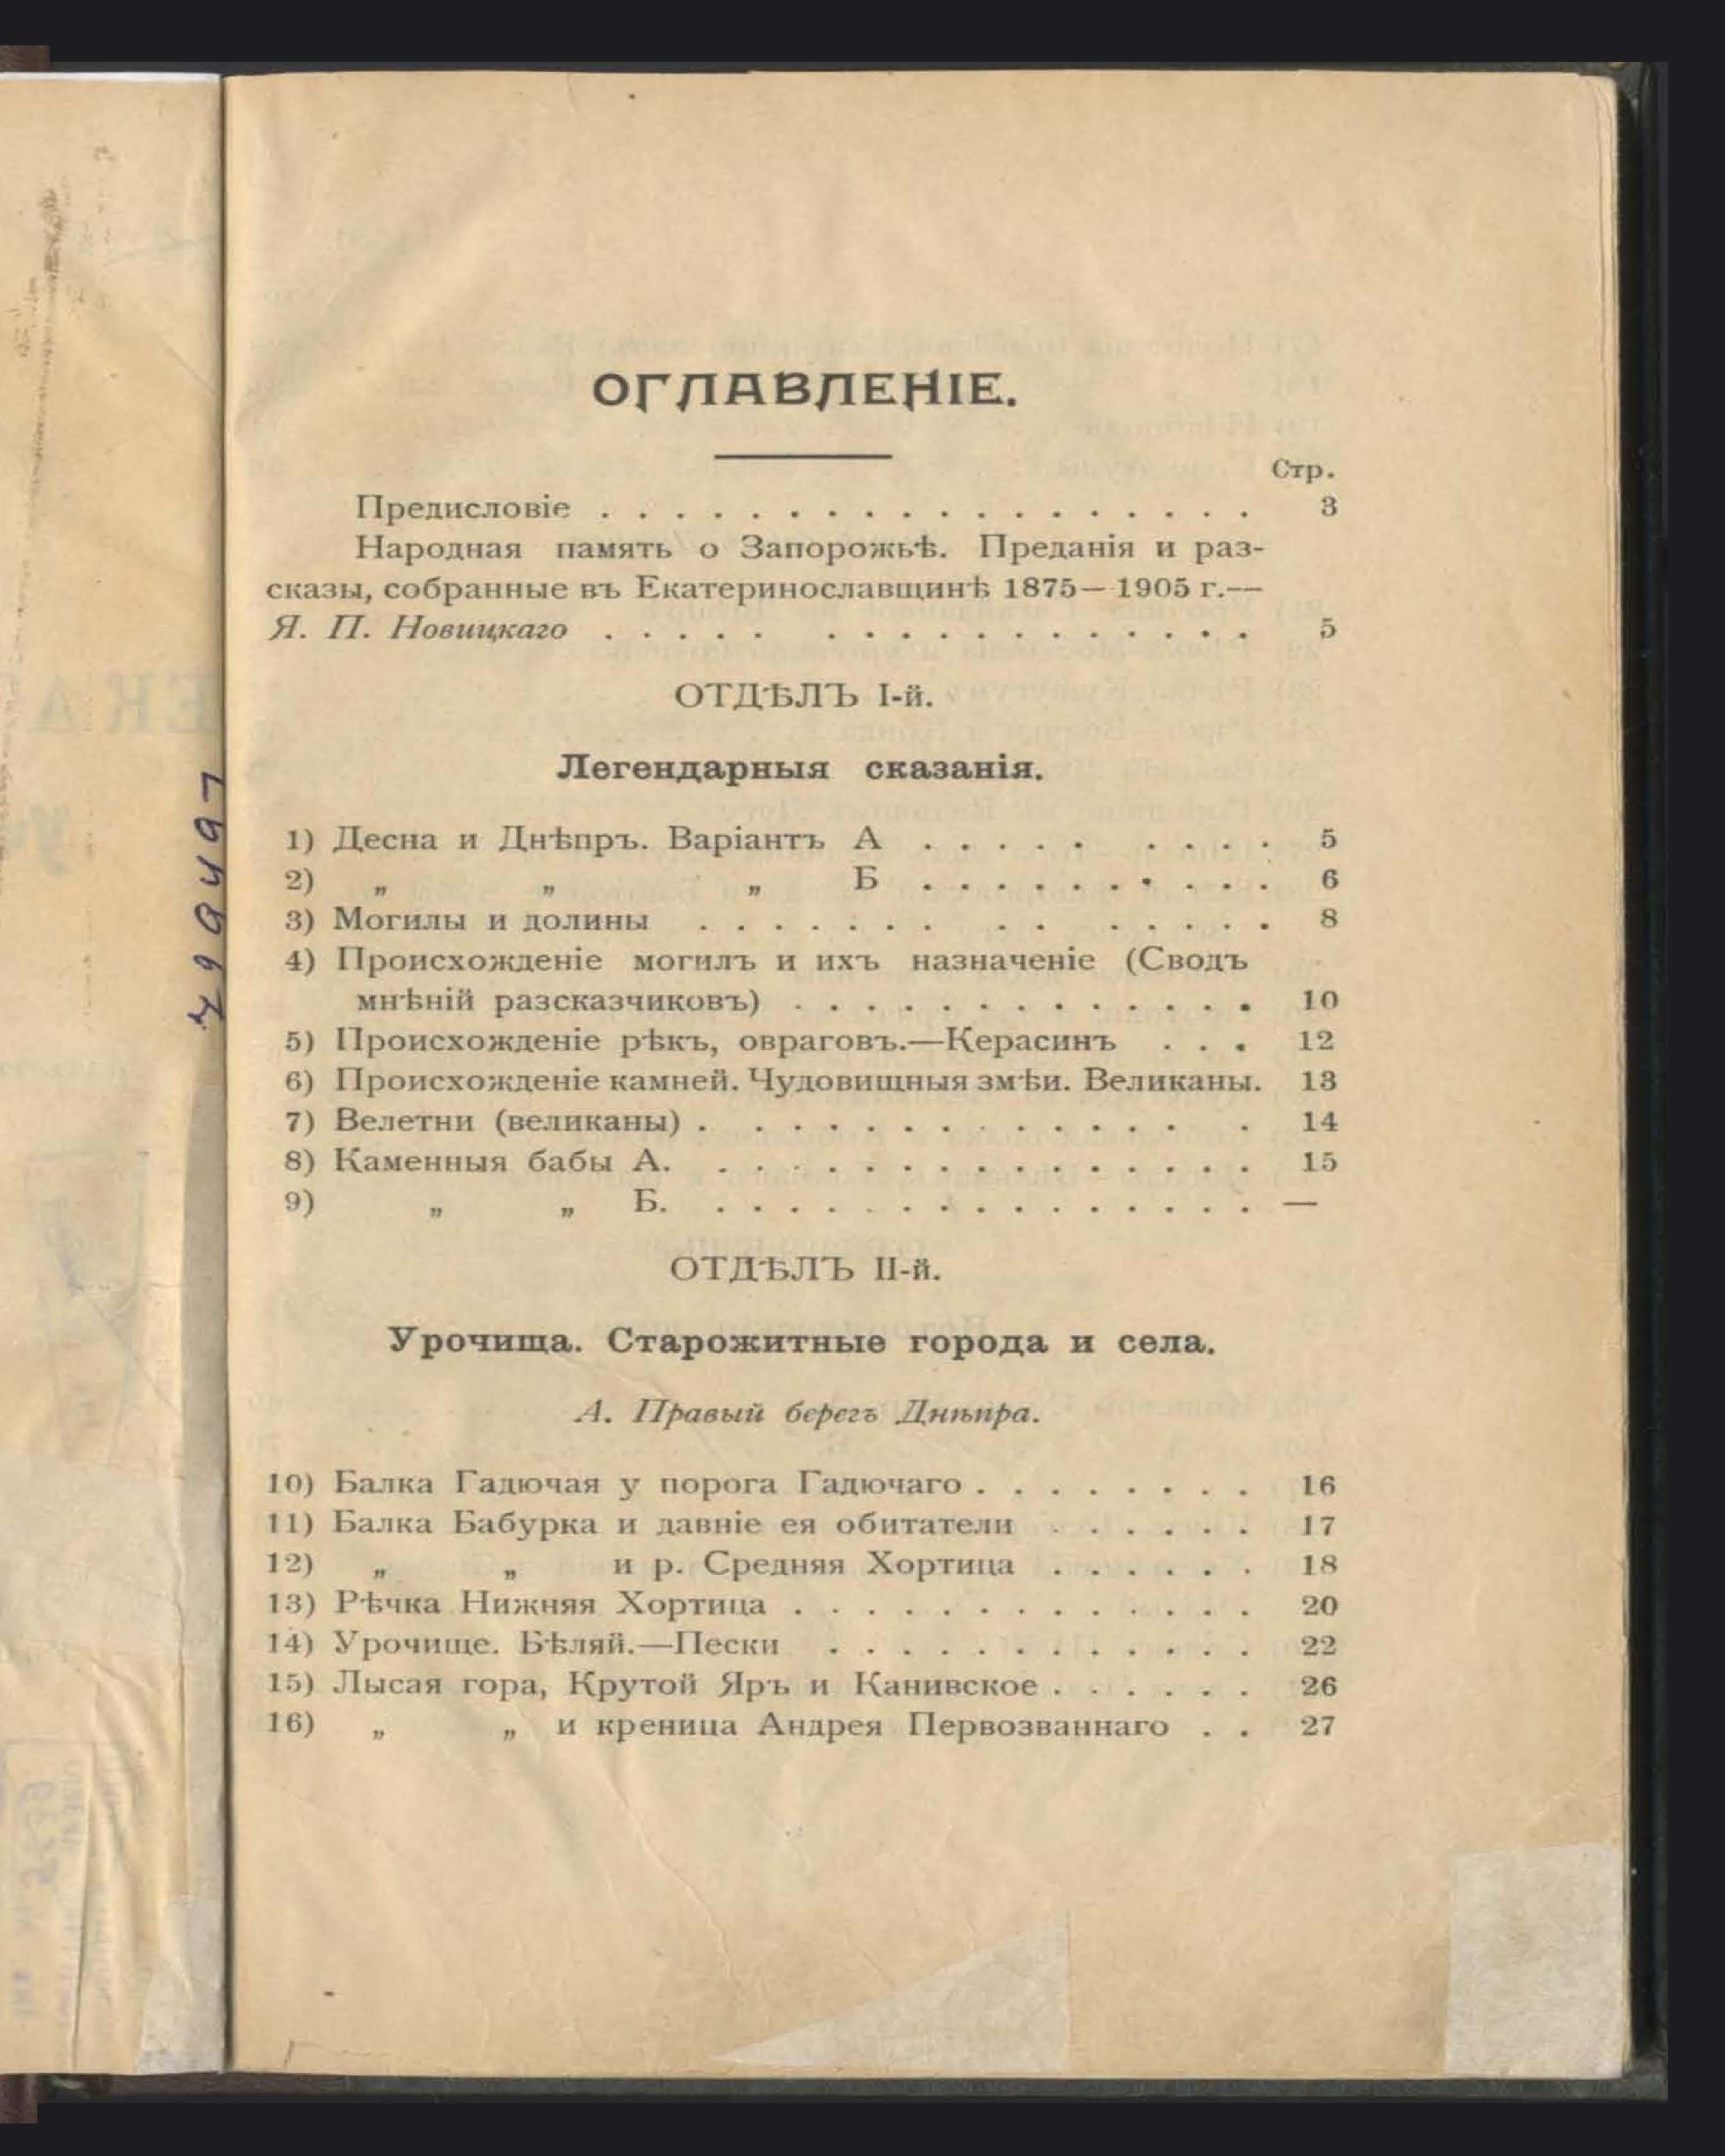 ОГЛАВЛЕНІЕ.
Стр.
Предисловіе . . . . . . . . . . . . . . . . . . 3
Народная память о Запорожьѣ. Преданія и раз-
сказы, собранные въ Екатеринославщинѣ 1875—1905 г.—
Я. П. Новицкаго . . . . . . . . . . . . . . . . . 5
ОТДѢЛЪ I-й.
Легендарныя сказанія.
1) Десна и Днѣпръ. Варіантъ А . . . . . . . . . 5
2) „ „ „ Б . . . . . . . . . . 6
3) Могилы и долины . . . . . . . . . . . . . . 8
4) Происхожденіе могилъ и ихъ назначеніе (Сводъ
мнѣній разсказчиковъ) . . . . . . . . . . . . . 10
5) Происхожденіе рѣкъ, овраговъ.—Керасинъ . . . 12
6) Происхожденіе камней. Чудовищныя змѣи. Великаны. 13
7) Велетни (великаны) . . . . . . . . . . . . . . 14
8) Каменныя бабы А. . . . . . . . . . . . . . . . 15
9) „ „ Б. . . . . . . . . . . . . . . . —
ОТДѢЛЪ II-й.
Урочища. Старожитные города и села.
А. Правый берегъ Днѣпра.
10) Балка Гадючая у порога Гадючаго . . . . . . . . 16
11) Балка Бабурка и давніе ея обитатели . . . . . . 17
12) „ „ и р. Средняя Хортица . . . . . . 18
13) Рѣчка Нижняя Хортица . . . . . . . . . . . . . 20
14) Урочище. Бѣляй.—Пески . . . . . . . . . . . . 22
15) Лысая гора, Крутой Яръ и Канивское . . . . . . 26
16) „ „ и креница Андрея Первозваннаго . . 27